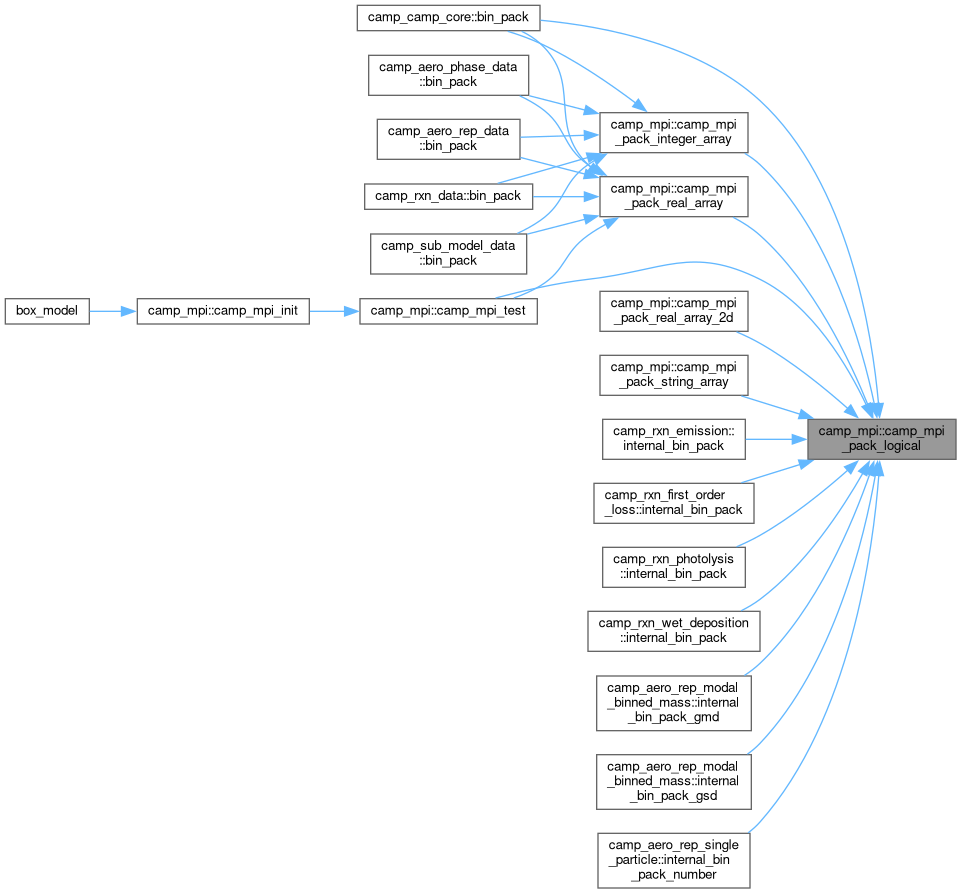 camp_camp_core::bin_pack
camp_aero_phase_data
::bin_pack
camp_aero_rep_data
::bin_pack
camp_rxn_data::bin_pack
camp_sub_model_data
::bin_pack
box_model
camp_mpi::camp_mpi_init
camp_mpi::camp_mpi_test
camp_mpi::camp_mpi
_pack_integer_array
camp_mpi::camp_mpi
_pack_real_array
camp_mpi::camp_mpi
_pack_real_array_2d
camp_mpi::camp_mpi
_pack_string_array
camp_rxn_emission::
internal_bin_pack
camp_rxn_first_order
_loss::internal_bin_pack
camp_rxn_photolysis
::internal_bin_pack
camp_rxn_wet_deposition
::internal_bin_pack
camp_aero_rep_modal
_binned_mass::internal
_bin_pack_gmd
camp_aero_rep_modal
_binned_mass::internal
_bin_pack_gsd
camp_aero_rep_single
_particle::internal_bin
_pack_number
camp_mpi::camp_mpi
_pack_logical